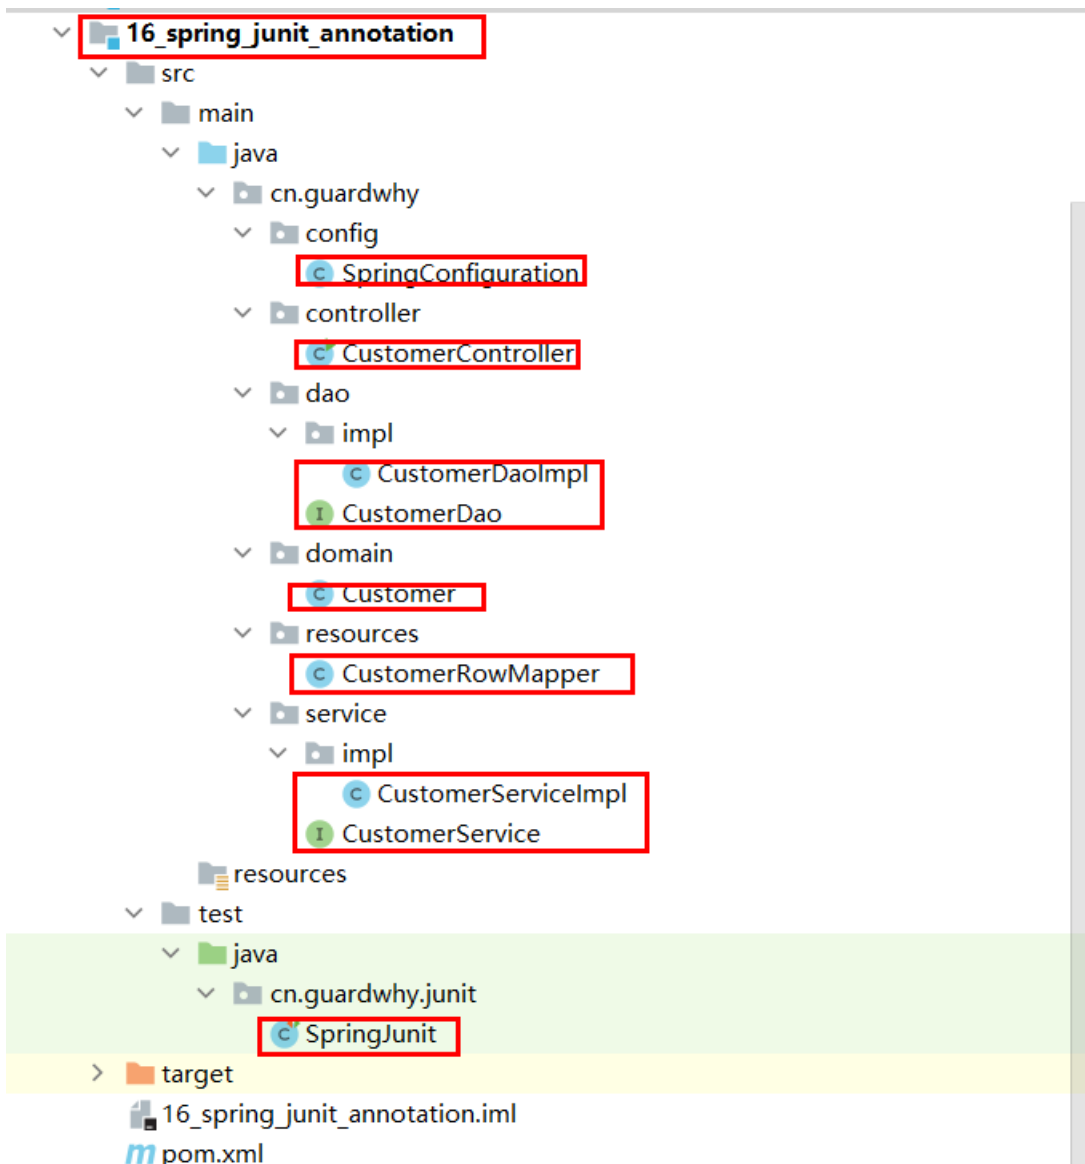 16_spring_junit_annotation
src
main
java
cn.guardwhy
config
SpringConfiguration
controller
CustomerController
dao
impl
CustomerDaoImpl
CustomerDao
domain
Customer
resources
CustomerRowMapper
service
impl
CustomerServiceImpl
CustomerService
resources
test
java
cn.guardwhy.junit
SpringJunit
target
16_spring_junit_annotation.iml
pom.xml